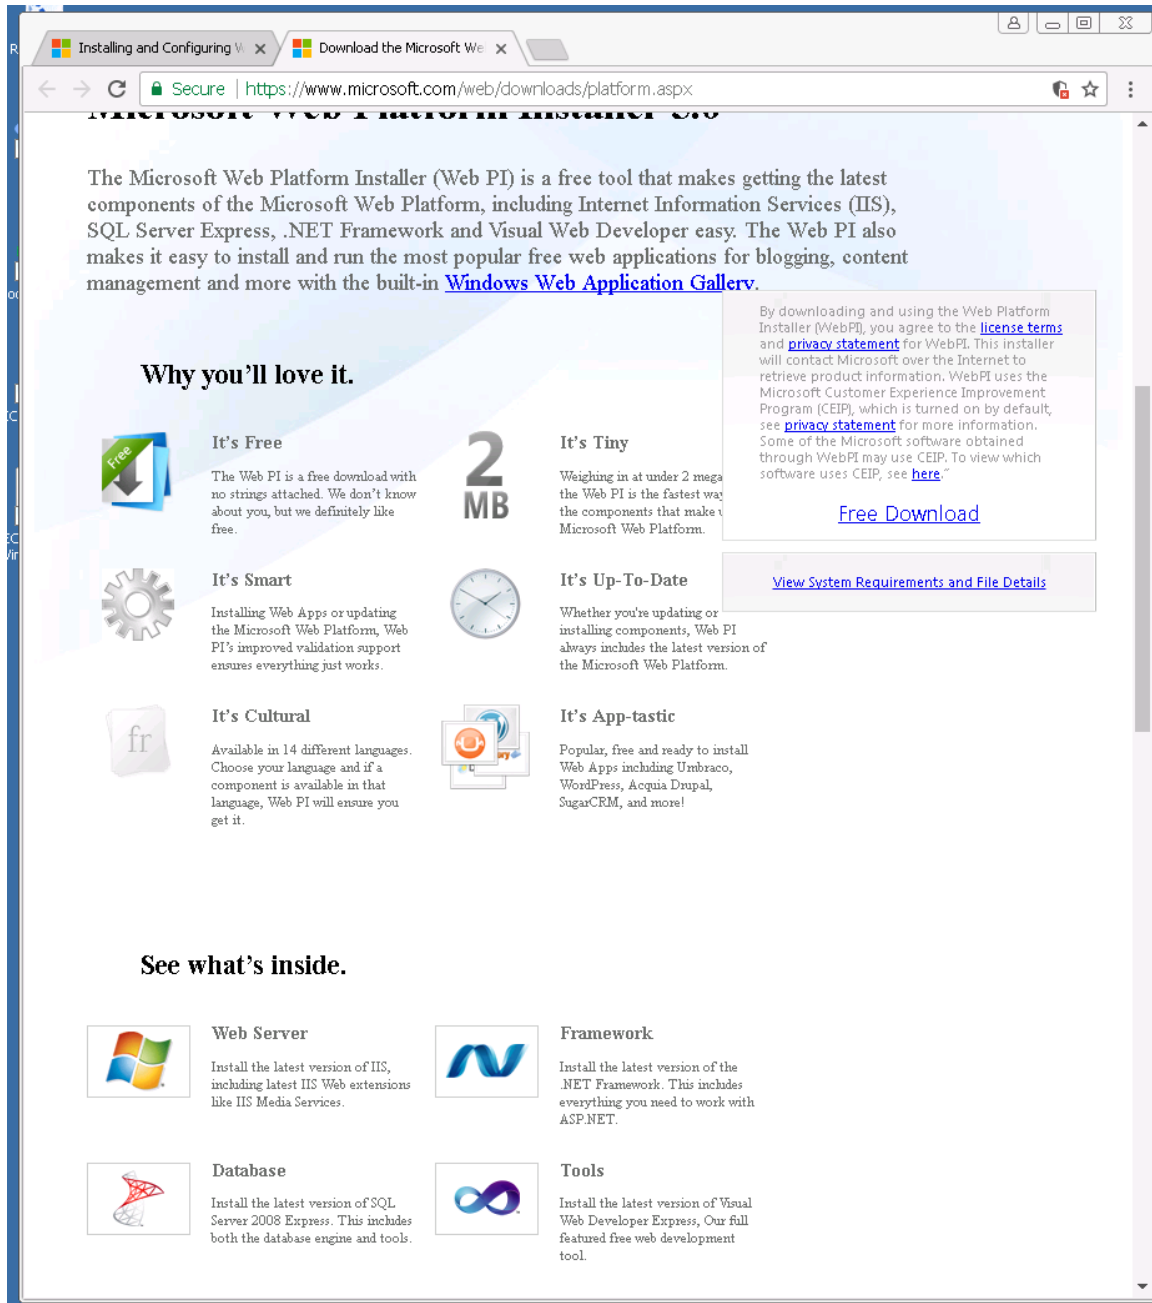 Installing and Configuring W
Download the Microsoft We
Secure | https://www.microsoft.com/web/downloads/platform.aspx
Microsoft Web Platform Installer 5.0
The Microsoft Web Platform Installer (Web PI) is a free tool that makes getting the latest
components of the Microsoft Web Platform, including Internet Information Services (IIS),
SQL Server Express, .NET Framework and Visual Web Developer easy. The Web PI also
makes it easy to install and run the most popular free web applications for blogging, content
management and more with the built-in Windows Web Application Gallery.
By downloading and using the Web Platform
Installer (WebPI), you agree to the license terms
and privacy statement for WebPI. This installer
will contact Microsoft over the Internet to
retrieve product information. WebPI uses the
Microsoft Customer Experience Improvement
Program (CEIP), which is turned on by default,
see privacy statement for more information.
Some of the Microsoft software obtained
through WebPI may use CEIP. To view which
software uses CEIP, see here.”
Free Download
View System Requirements and File Details
Why you’ll love it.
Free
It’s Free
The Web PI is a free download with
no strings attached. We don’t know
about you, but we definitely like
free.
2
MB
It’s Tiny
Weighing in at under 2 mega
the Web PI is the fastest way
the components that make
Microsoft Web Platform.
It’s Smart
Installing Web Apps or updating
the Microsoft Web Platform, Web
PI’s improved validation support
ensures everything just works.
It’s Up-To-Date
Whether you're updating or
installing components, Web PI
always includes the latest version of
the Microsoft Web Platform.
fr
It’s Cultural
Available in 14 different languages.
Choose your language and if a
component is available in that
language, Web PI will ensure you
get it.
It’s App-tastic
Popular, free and ready to install
Web Apps including Umbraco,
WordPress, Acquia Drupal,
SugarCRM, and more!
See what’s inside.
Web Server
Install the latest version of IIS,
including latest IIS Web extensions
like IIS Media Services.
Framework
Install the latest version of the
.NET Framework. This includes
everything you need to work with
ASP.NET.
Database
Install the latest version of SQL
Server 2008 Express. This includes
both the database engine and tools.
Tools
Install the latest version of Visual
Web Developer Express, Our full
featured free web development
tool.